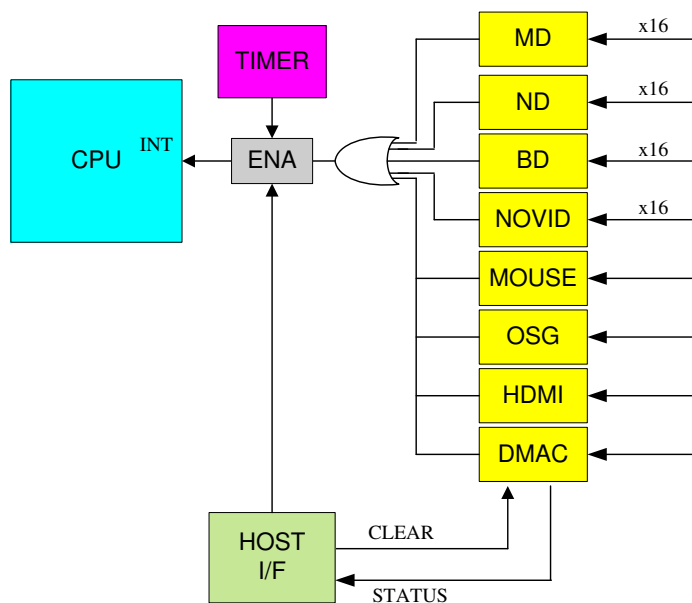 TIMER
CPU
INT
ENA
MD
x16
ND
x16
BD
x16
NOVID
x16
MOUSE
OSG
HDMI
DMAC
HOST
I/F
CLEAR
STATUS